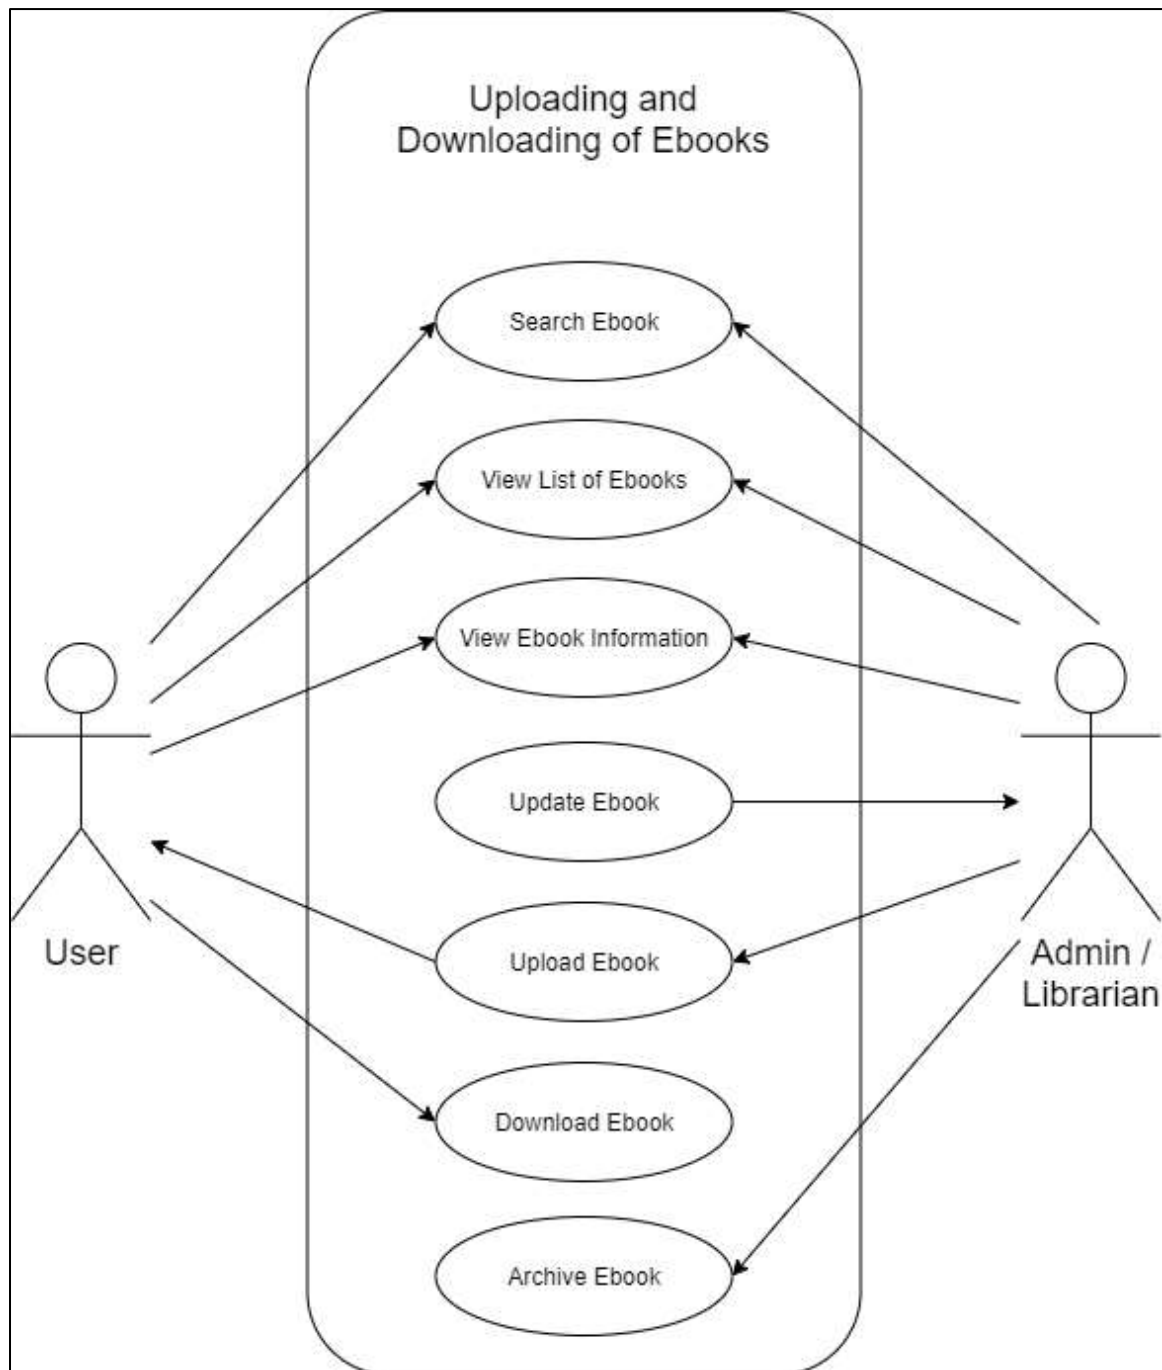 Uploading and
Downloading of Ebooks
Search Ebook
View List of Ebooks
View Ebook Information
Update Ebook
Upload Ebook
Download Ebook
Archive Ebook
User
Admin /
Librarian